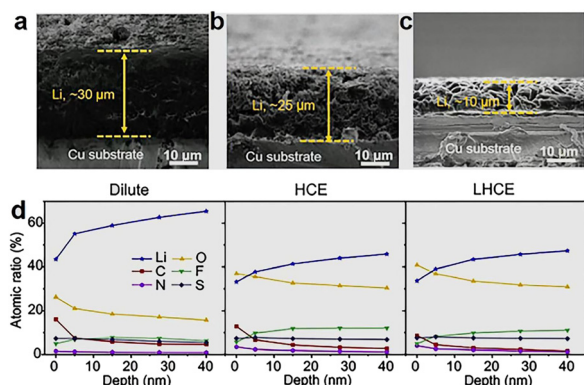 a
b
c
Li, ~30 μm
Li, ~25 μm
Li, ~10 μm
Cu substrate
10 μm
Cu substrate
10 μm
Cu substrate
10 μm
d
Dilute
HCE
LHCE
Atomic ratio (%)
60
40
20
0
Li
O
C
F
N
S
0 10 20 30 40
0 10 20 30 40
0 10 20 30 40
Depth (nm)
Depth (nm)
Depth (nm)